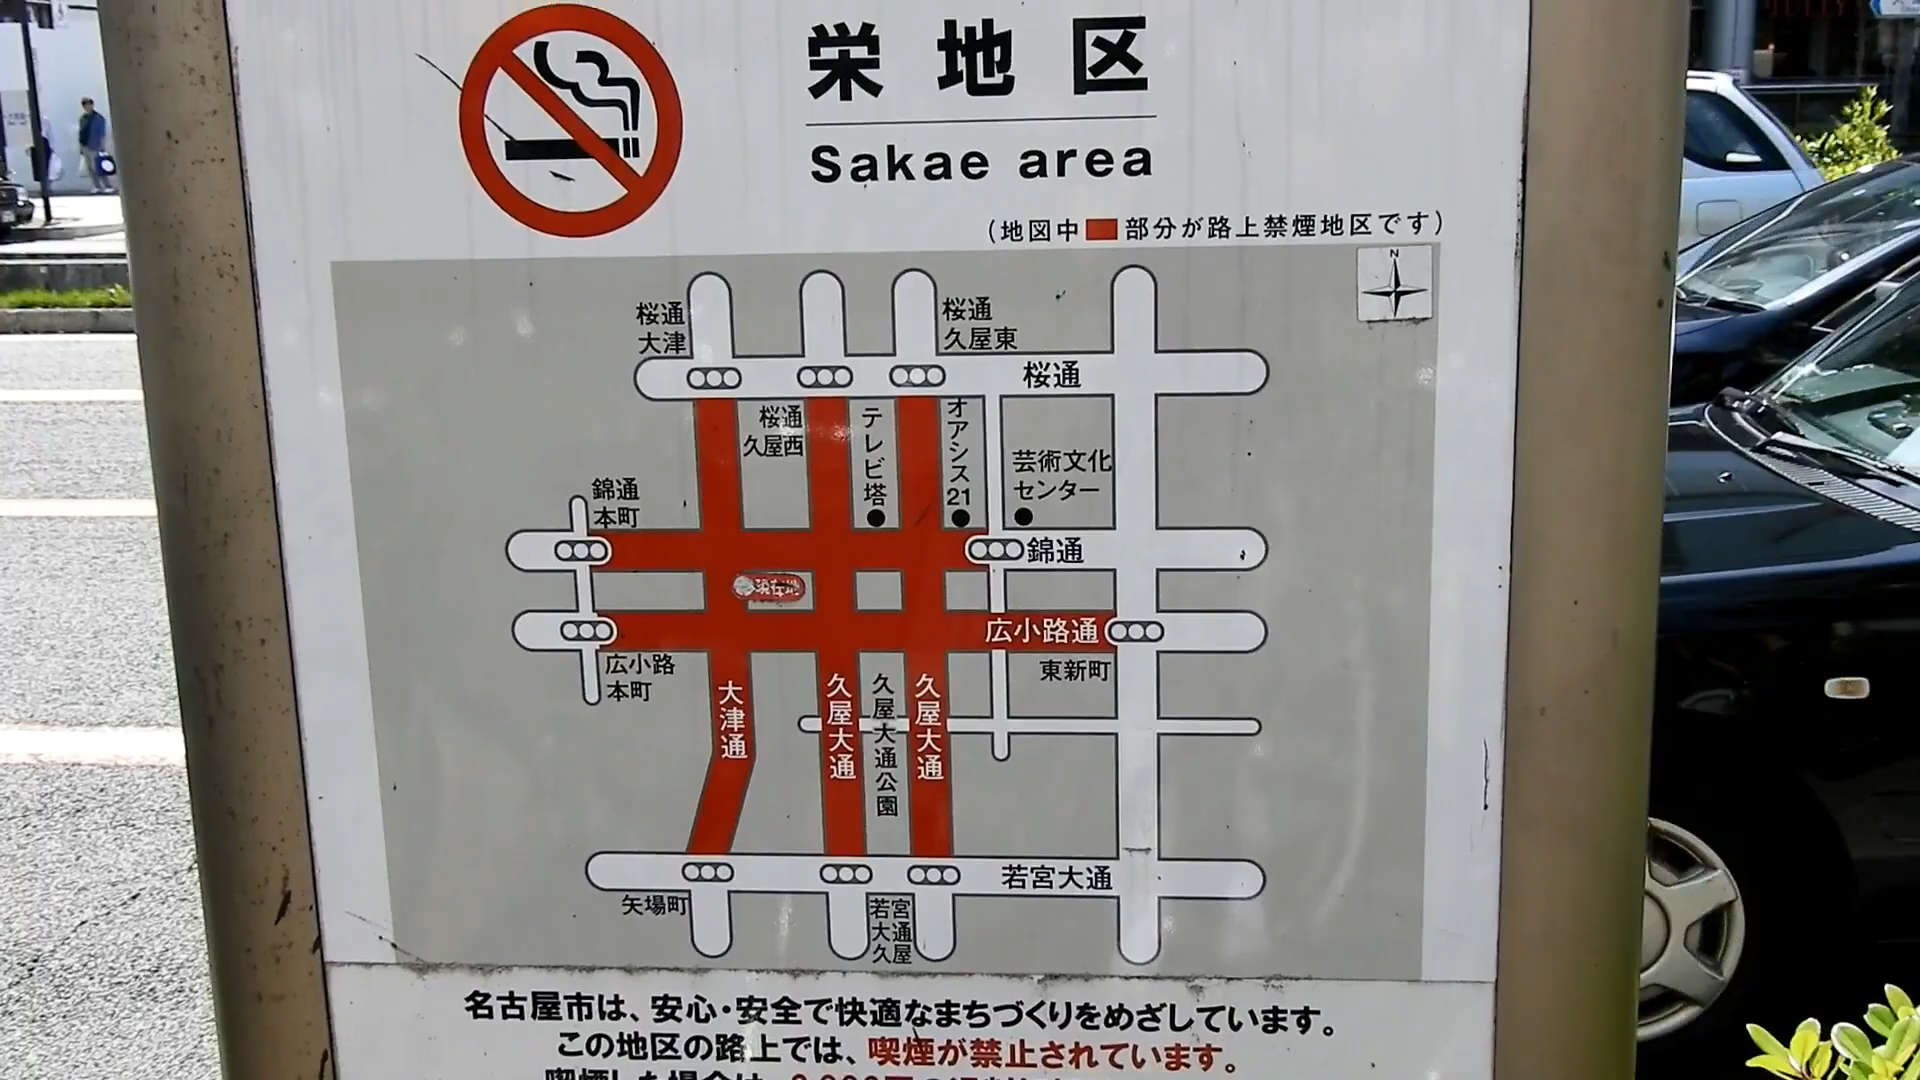 栄地区
Sakae area
(地図中 部分が路上禁煙地区です)
N
桜通
大津
桜通
久屋東
桜通
桜通
久屋西
テレビ塔
オアシス21
芸術文化
センター
錦通
本町
錦通
現在地
広小路通
広小路
本町
東新町
大津通
久屋大通
久屋大通公園
久屋大通
若宮大通
矢場町
若宮
大通
久屋
名古屋市は、安心・安全で快適なまちづくりをめざしています。
この地区の路上では、喫煙が禁止されています。